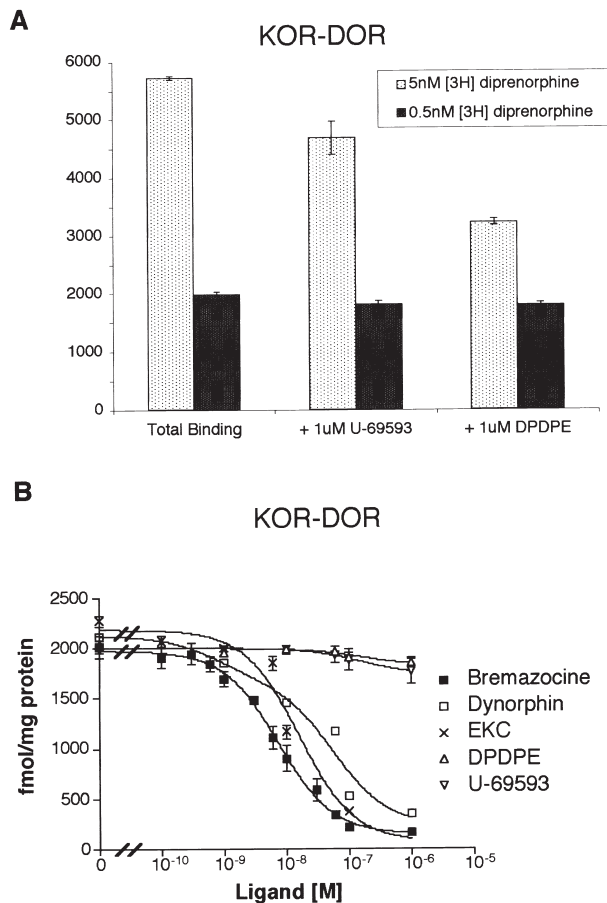 A
KOR-DOR
6000
5000
4000
3000
2000
1000
0
5nM [3H] diprenorphine
0.5nM [3H] diprenorphine
Total Binding
+ 1uM U-69593
+ 1uM DPDPE
B
KOR-DOR
fmol/mg protein
2500
2000
1500
1000
500
0
0
10-10
10-9
10-8
10-7
10-6
10-5
Ligand [M]
Bremazocine
Dynorphin
EKC
DPDPE
U-69593